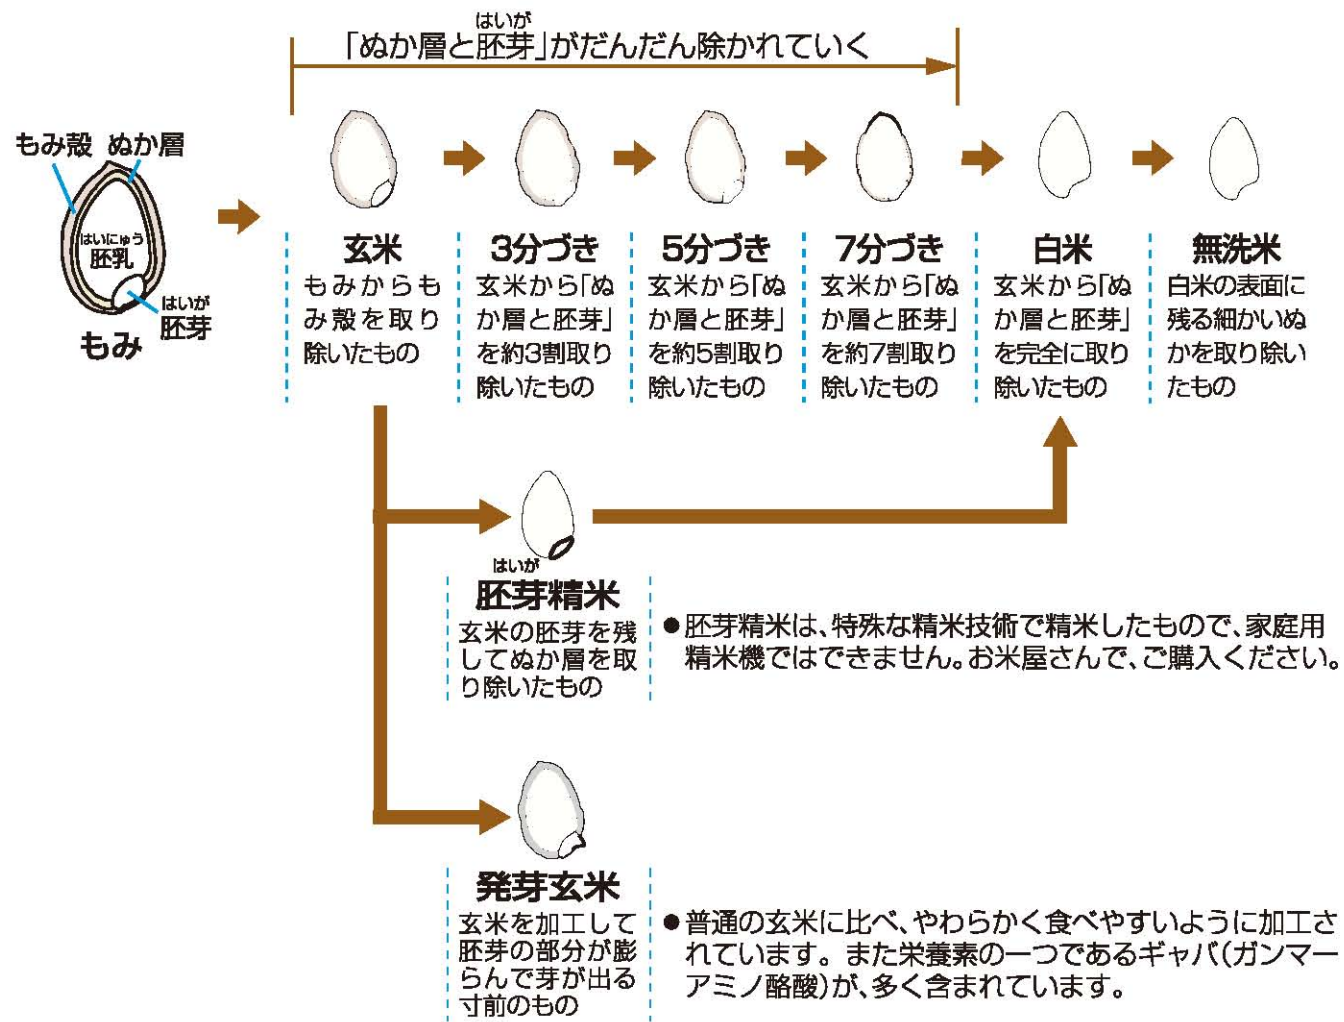 はいが
「ぬか層と胚芽」がだんだん除かれていく
もみ殻 ぬか層
はいにゅう
胚乳
はいが
胚芽
もみ
玄米
もみからも
み殻を取り
除いたもの
3分づき
玄米から「ぬ
か層と胚芽」
を約3割取り
除いたもの
5分づき
玄米から「ぬ
か層と胚芽」
を約5割取り
除いたもの
7分づき
玄米から「ぬ
か層と胚芽」
を約7割取り
除いたもの
白米
玄米から「ぬ
か層と胚芽」
を完全に取り
除いたもの
無洗米
白米の表面に
残る細かいぬ
かを取り除い
たもの
はいが
胚芽精米
玄米の胚芽を残
してぬか層を取
り除いたもの
●胚芽精米は、特殊な精米技術で精米したもので、家庭用
精米機ではできません。お米屋さんで、ご購入ください。
発芽玄米
玄米を加工して
胚芽の部分が膨
らんで芽が出る
寸前のもの
●普通の玄米に比べ、やわらかく食べやすいように加工さ
れています。また栄養素の一つであるギャバ(ガンマー
アミノ酪酸)が、多く含まれています。